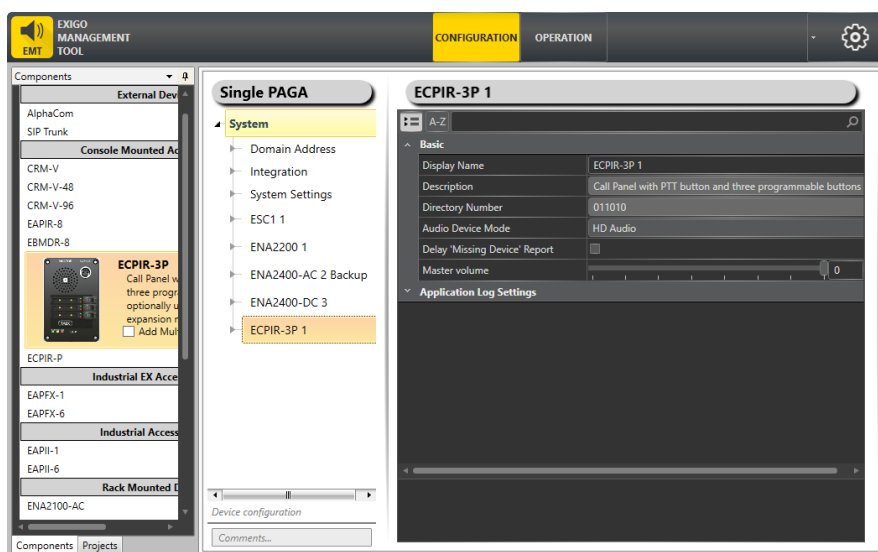 EXIGO
MANAGEMENT
TOOL
EMT
CONFIGURATION
OPERATION
Components
External Dev
AlphaCom
SIP Trunk
Console Mounted Ac
CRM-V
CRM-V-48
CRM-V-96
EAPIR-8
EBMDR-8
ECPIR-3P
Call Panel w
three progr
optionally u
expansion
Add Mul
ECPIR-P
Industrial EX Acce
EAPFX-1
EAPFX-6
Industrial Access
EAPII-1
EAPII-6
Rack Mounted D
ENA2100-AC
Components Projects
Single PAGA
System
Domain Address
Integration
System Settings
ESC1 1
ENA2200 1
ENA2400-AC 2 Backup
ENA2400-DC 3
ECPIR-3P 1
Device configuration
Comments...
ECPIR-3P 1
A-Z
Basic
Display Name ECPIR-3P 1
Description Call Panel with PTT button and three programmable buttons
Directory Number 011010
Audio Device Mode HD Audio
Delay 'Missing Device' Report
Master volume 0
Application Log Settings